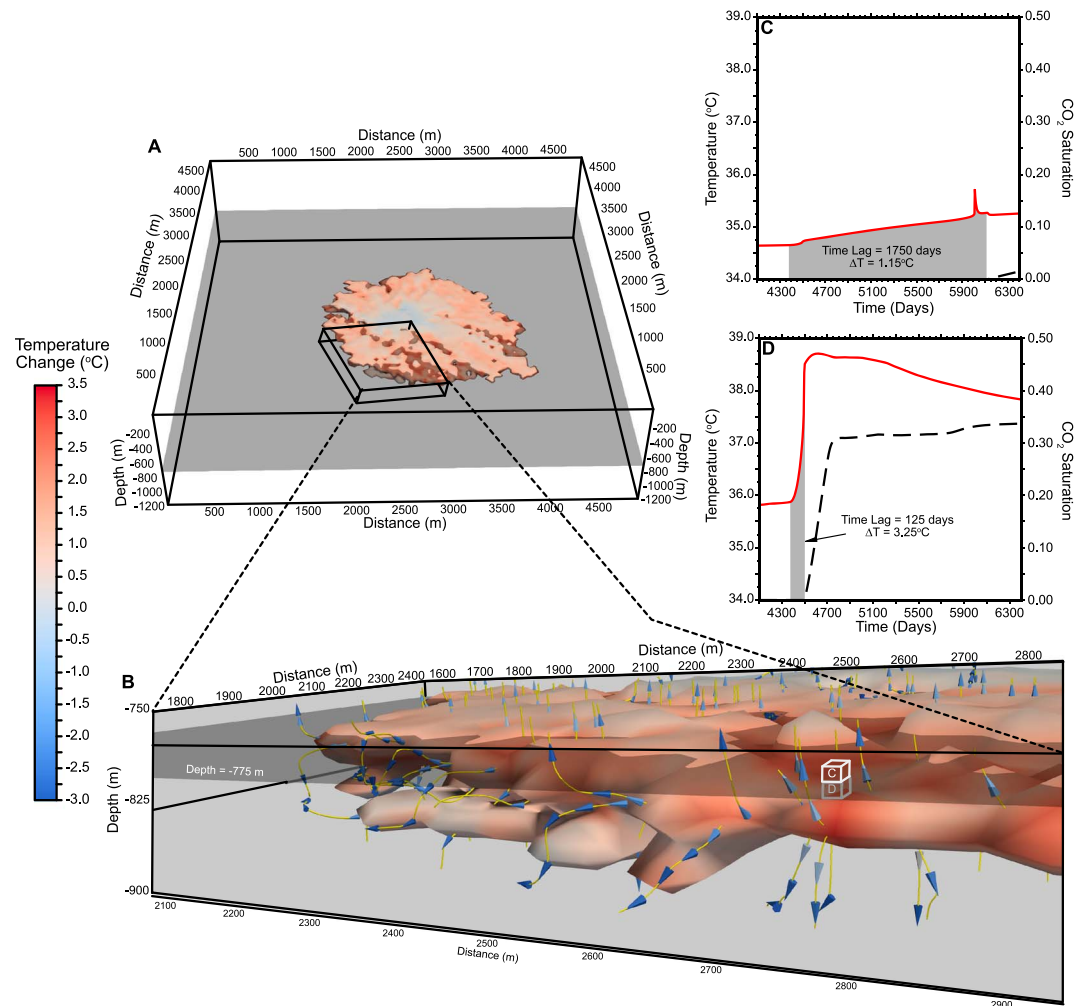 A
Distance (m)
500 1000 1500 2000 2500 3000 3500 4000 4500
4500
4000
3500
3000
Distance (m)
1500
1000
500
4500
4000
3500
3000
2500
2000
Distance (m)
1500
1000
500
-200
-400
-600
-800
-1000
-1200
Depth (m)
-200
-400
-600
-800
-1000
-1200
Depth (m)
500 1000 1500 2000 2500 3000 3500 4000 4500
Distance (m)
Temperature
Change (°C)
3.5
3.0
2.5
2.0
1.5
1.0
0.5
0.0
-0.5
-1.0
-1.5
-2.0
-2.5
-3.0
C
39.0
38.0
37.0
36.0
35.0
34.0
Temperature (°C)
0.50
0.40
0.30
0.20
0.10
0.00
CO2 Saturation
Time Lag = 1750 days
ΔT = 1.15°C
4300 4700 5100 5500 5900 6300
Time (Days)
D
39.0
38.0
37.0
36.0
35.0
34.0
Temperature (°C)
0.50
0.40
0.30
0.20
0.10
0.00
CO2 Saturation
Time Lag = 125 days
ΔT = 3.25°C
4300 4700 5100 5500 5900 6300
Time (Days)
B
Distance (m)
1800 1900 2000 2100 2200 2300 2400
Distance (m)
1500 1600 1700 1800 1900 2000 2100 2200 2300 2400 2500 2600 2700 2800
-750
-825
-900
Depth (m)
Depth = -775 m
C
D
2100 2200 2300 2400 2500 2600 2700 2800 2900
Distance (m)